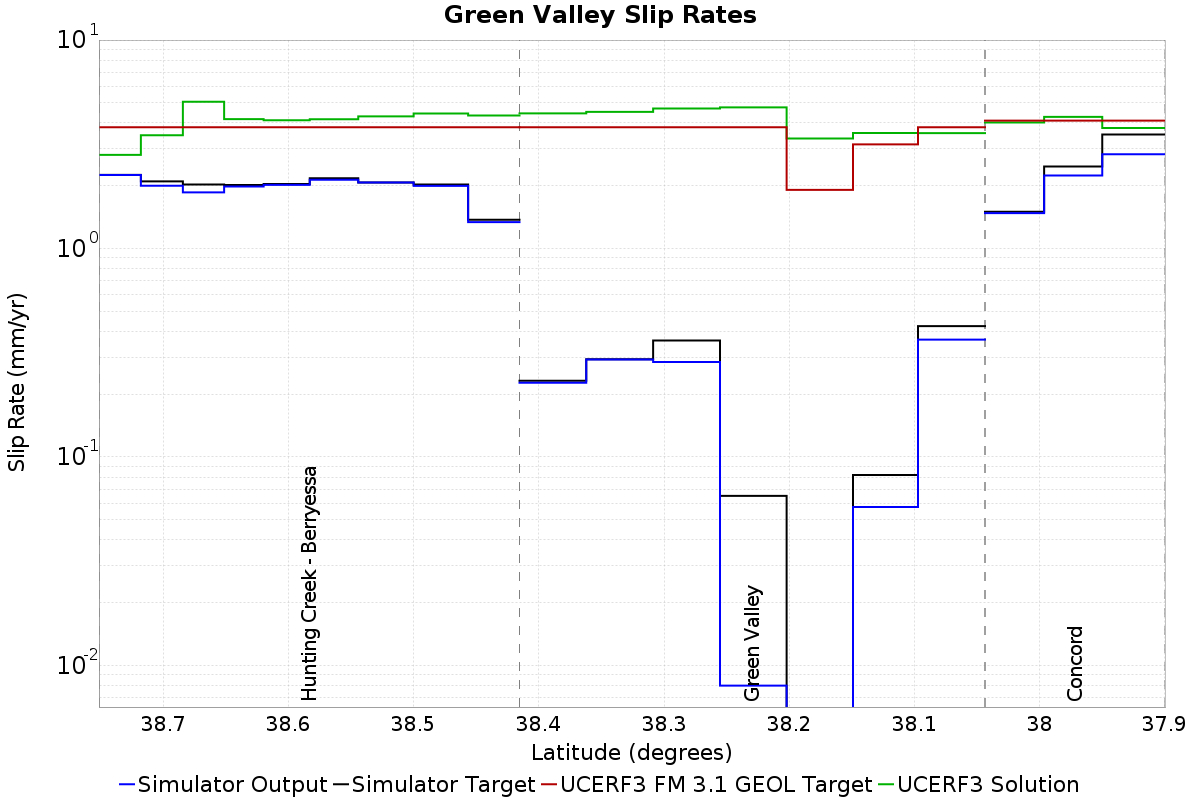 Green Valley Slip Rates
10^1
10^0
10^-1
10^-2
Slip Rate (mm/yr)
Hunting Creek - Berryessa
Green Valley
Concord
38.7 38.6 38.5 38.4 38.3 38.2 38.1 38 37.9
Latitude (degrees)
Simulator Output Simulator Target UCERF3 FM 3.1 GEOL Target UCERF3 Solution